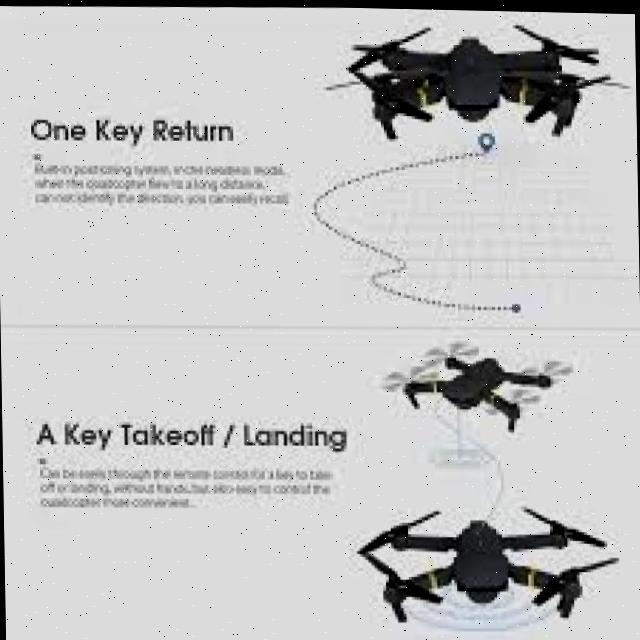 One Key Return
Built-in positioning system, in the headless mode,
when the quadcopter flew to a long distance,
can not identify the direction, you can easily recall.
A Key Takeoff / Landing
Can be easily through the remote control for a key to take
off or landing, without hands, but also easy to control the
quadcopter more convenient.